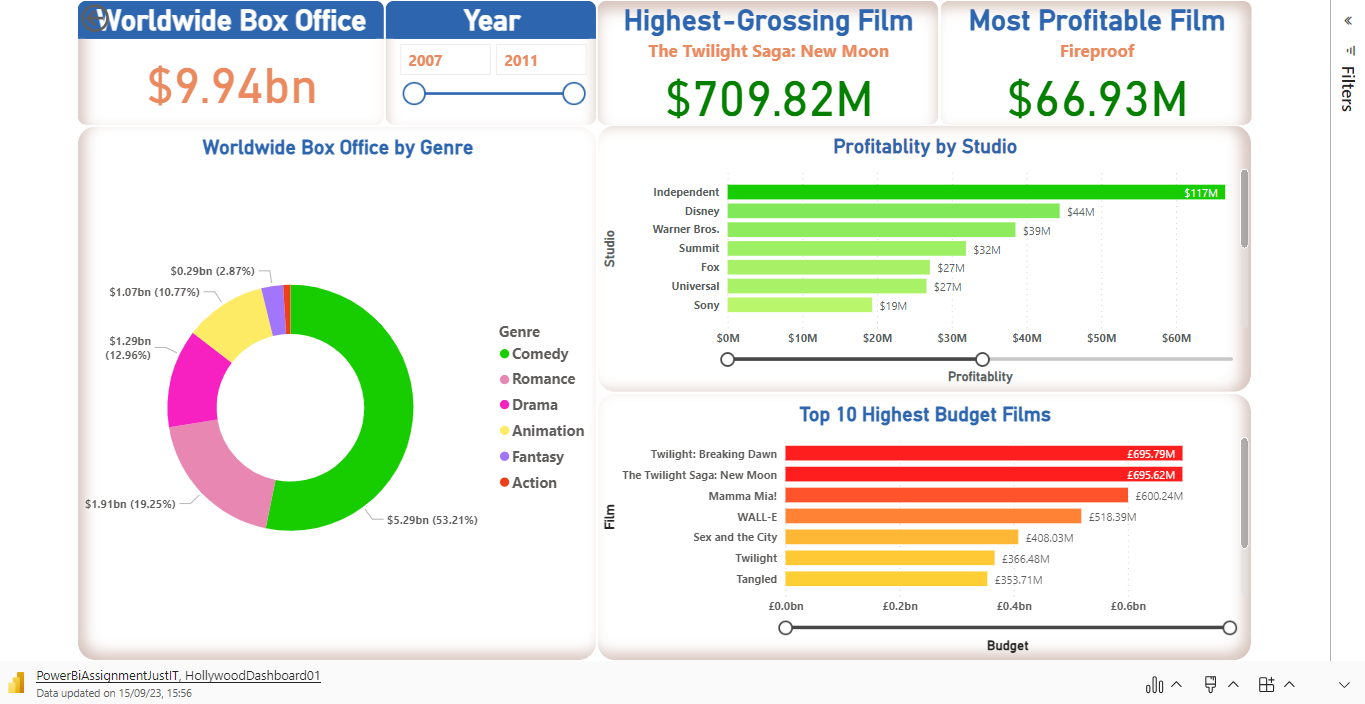 Worldwide Box Office
$9.94bn
Year
2007
2011
Highest-Grossing Film
The Twilight Saga: New Moon
$709.82M
Most Profitable Film
Fireproof
$66.93M
Filters
Worldwide Box Office by Genre
$0.29bn (2.87%)
$1.07bn (10.77%)
$1.29bn
(12.96%)
$1.91bn (19.25%)
$5.29bn (53.21%)
Genre
Comedy
Romance
Drama
Animation
Fantasy
Action
Profitablity by Studio
Studio
Independent $117M
Disney $44M
Warner Bros. $39M
Summit $32M
Fox $27M
Universal $27M
Sony $19M
$0M $10M $20M $30M $40M $50M $60M
Profitablity
Top 10 Highest Budget Films
Film
Twilight: Breaking Dawn £695.79M
The Twilight Saga: New Moon £695.62M
Mamma Mia! £600.24M
WALL-E £518.39M
Sex and the City £408.03M
Twilight £366.48M
Tangled £353.71M
£0.0bn £0.2bn £0.4bn £0.6bn
Budget
PowerBiAssignmentJustIT, HollywoodDashboard01
Data updated on 15/09/23, 15:56